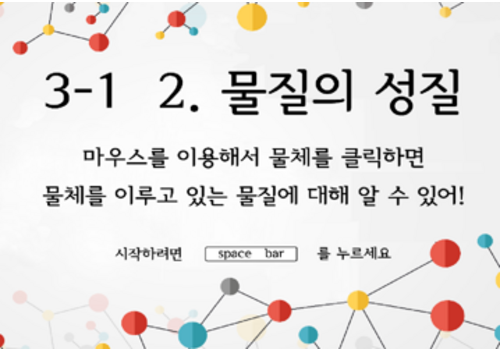 3-1 2. 물질의 성질
마우스를 이용해서 물체를 클릭하면
물체를 이루고 있는 물질에 대해 알 수 있어!
시작하려면 space bar 를 누르세요